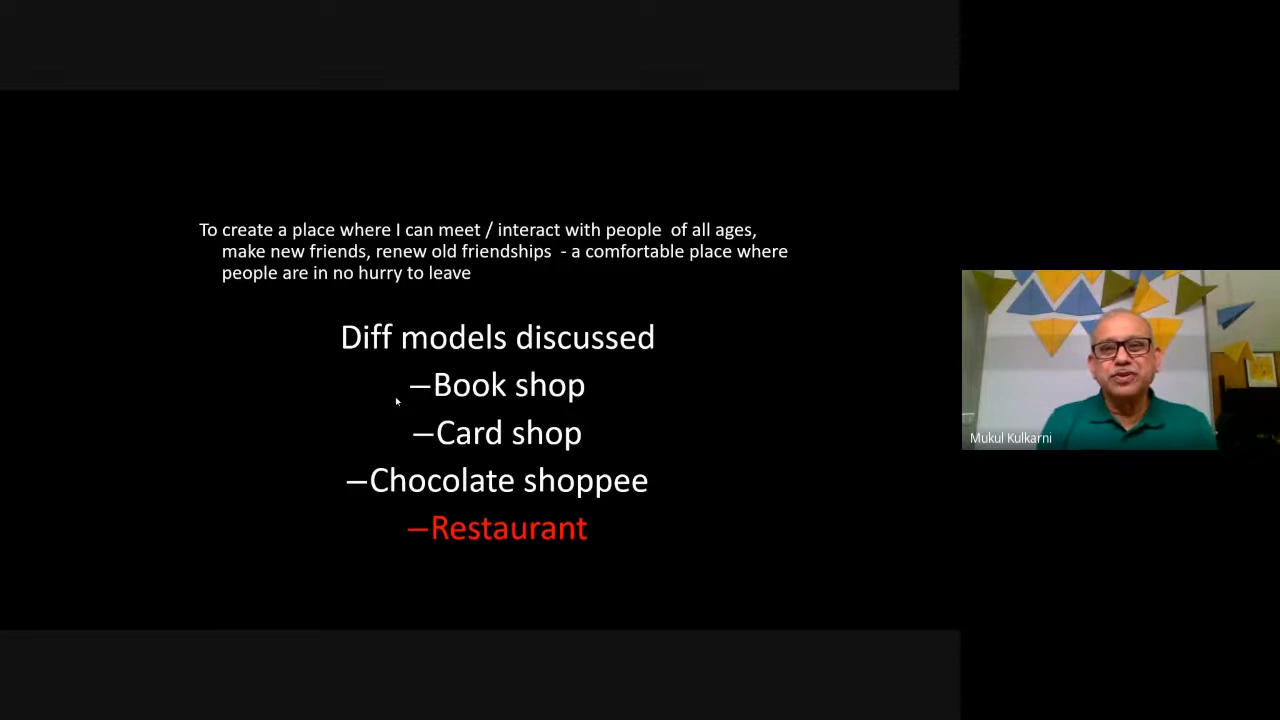 To create a place where I can meet / interact with people  of all ages,
make new friends, renew old friendships  - a comfortable place where
people are in no hurry to leave
Diff models discussed
–Book shop
–Card shop
–Chocolate shoppee
–Restaurant
Mukul Kulkarni